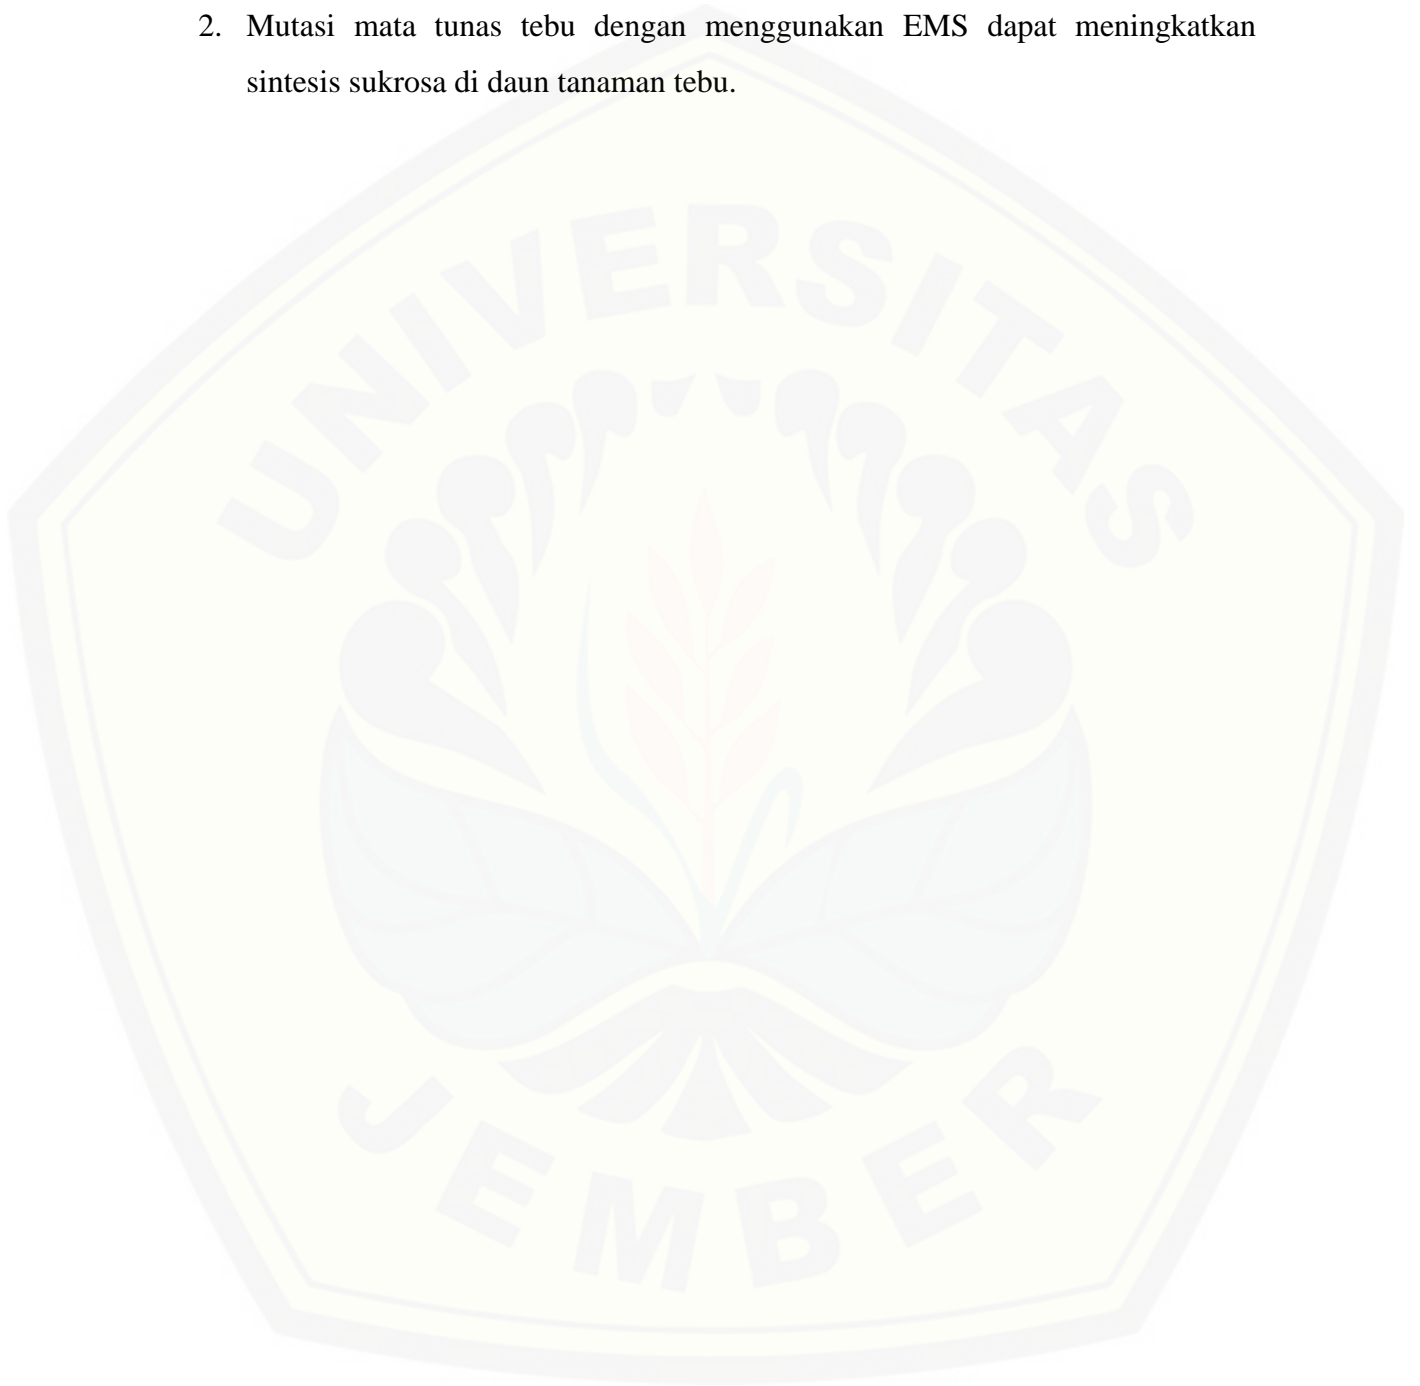 2. Mutasi mata tunas tebu dengan menggunakan EMS dapat meningkatkan
sintesis sukrosa di daun tanaman tebu.
UNIVERSITAS
JEMBER